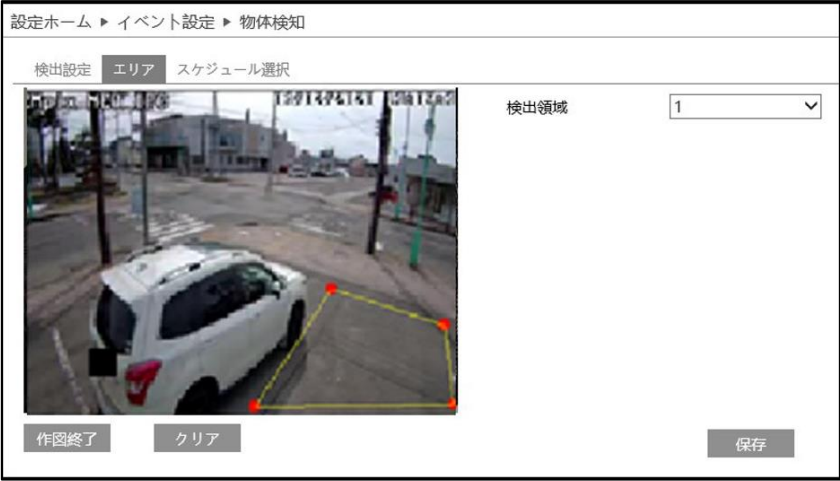 設定ホーム ▶ イベント設定 ▶ 物体検知
検出設定 エリア スケジュール選択
検出領域 1
作図終了 クリア
保存